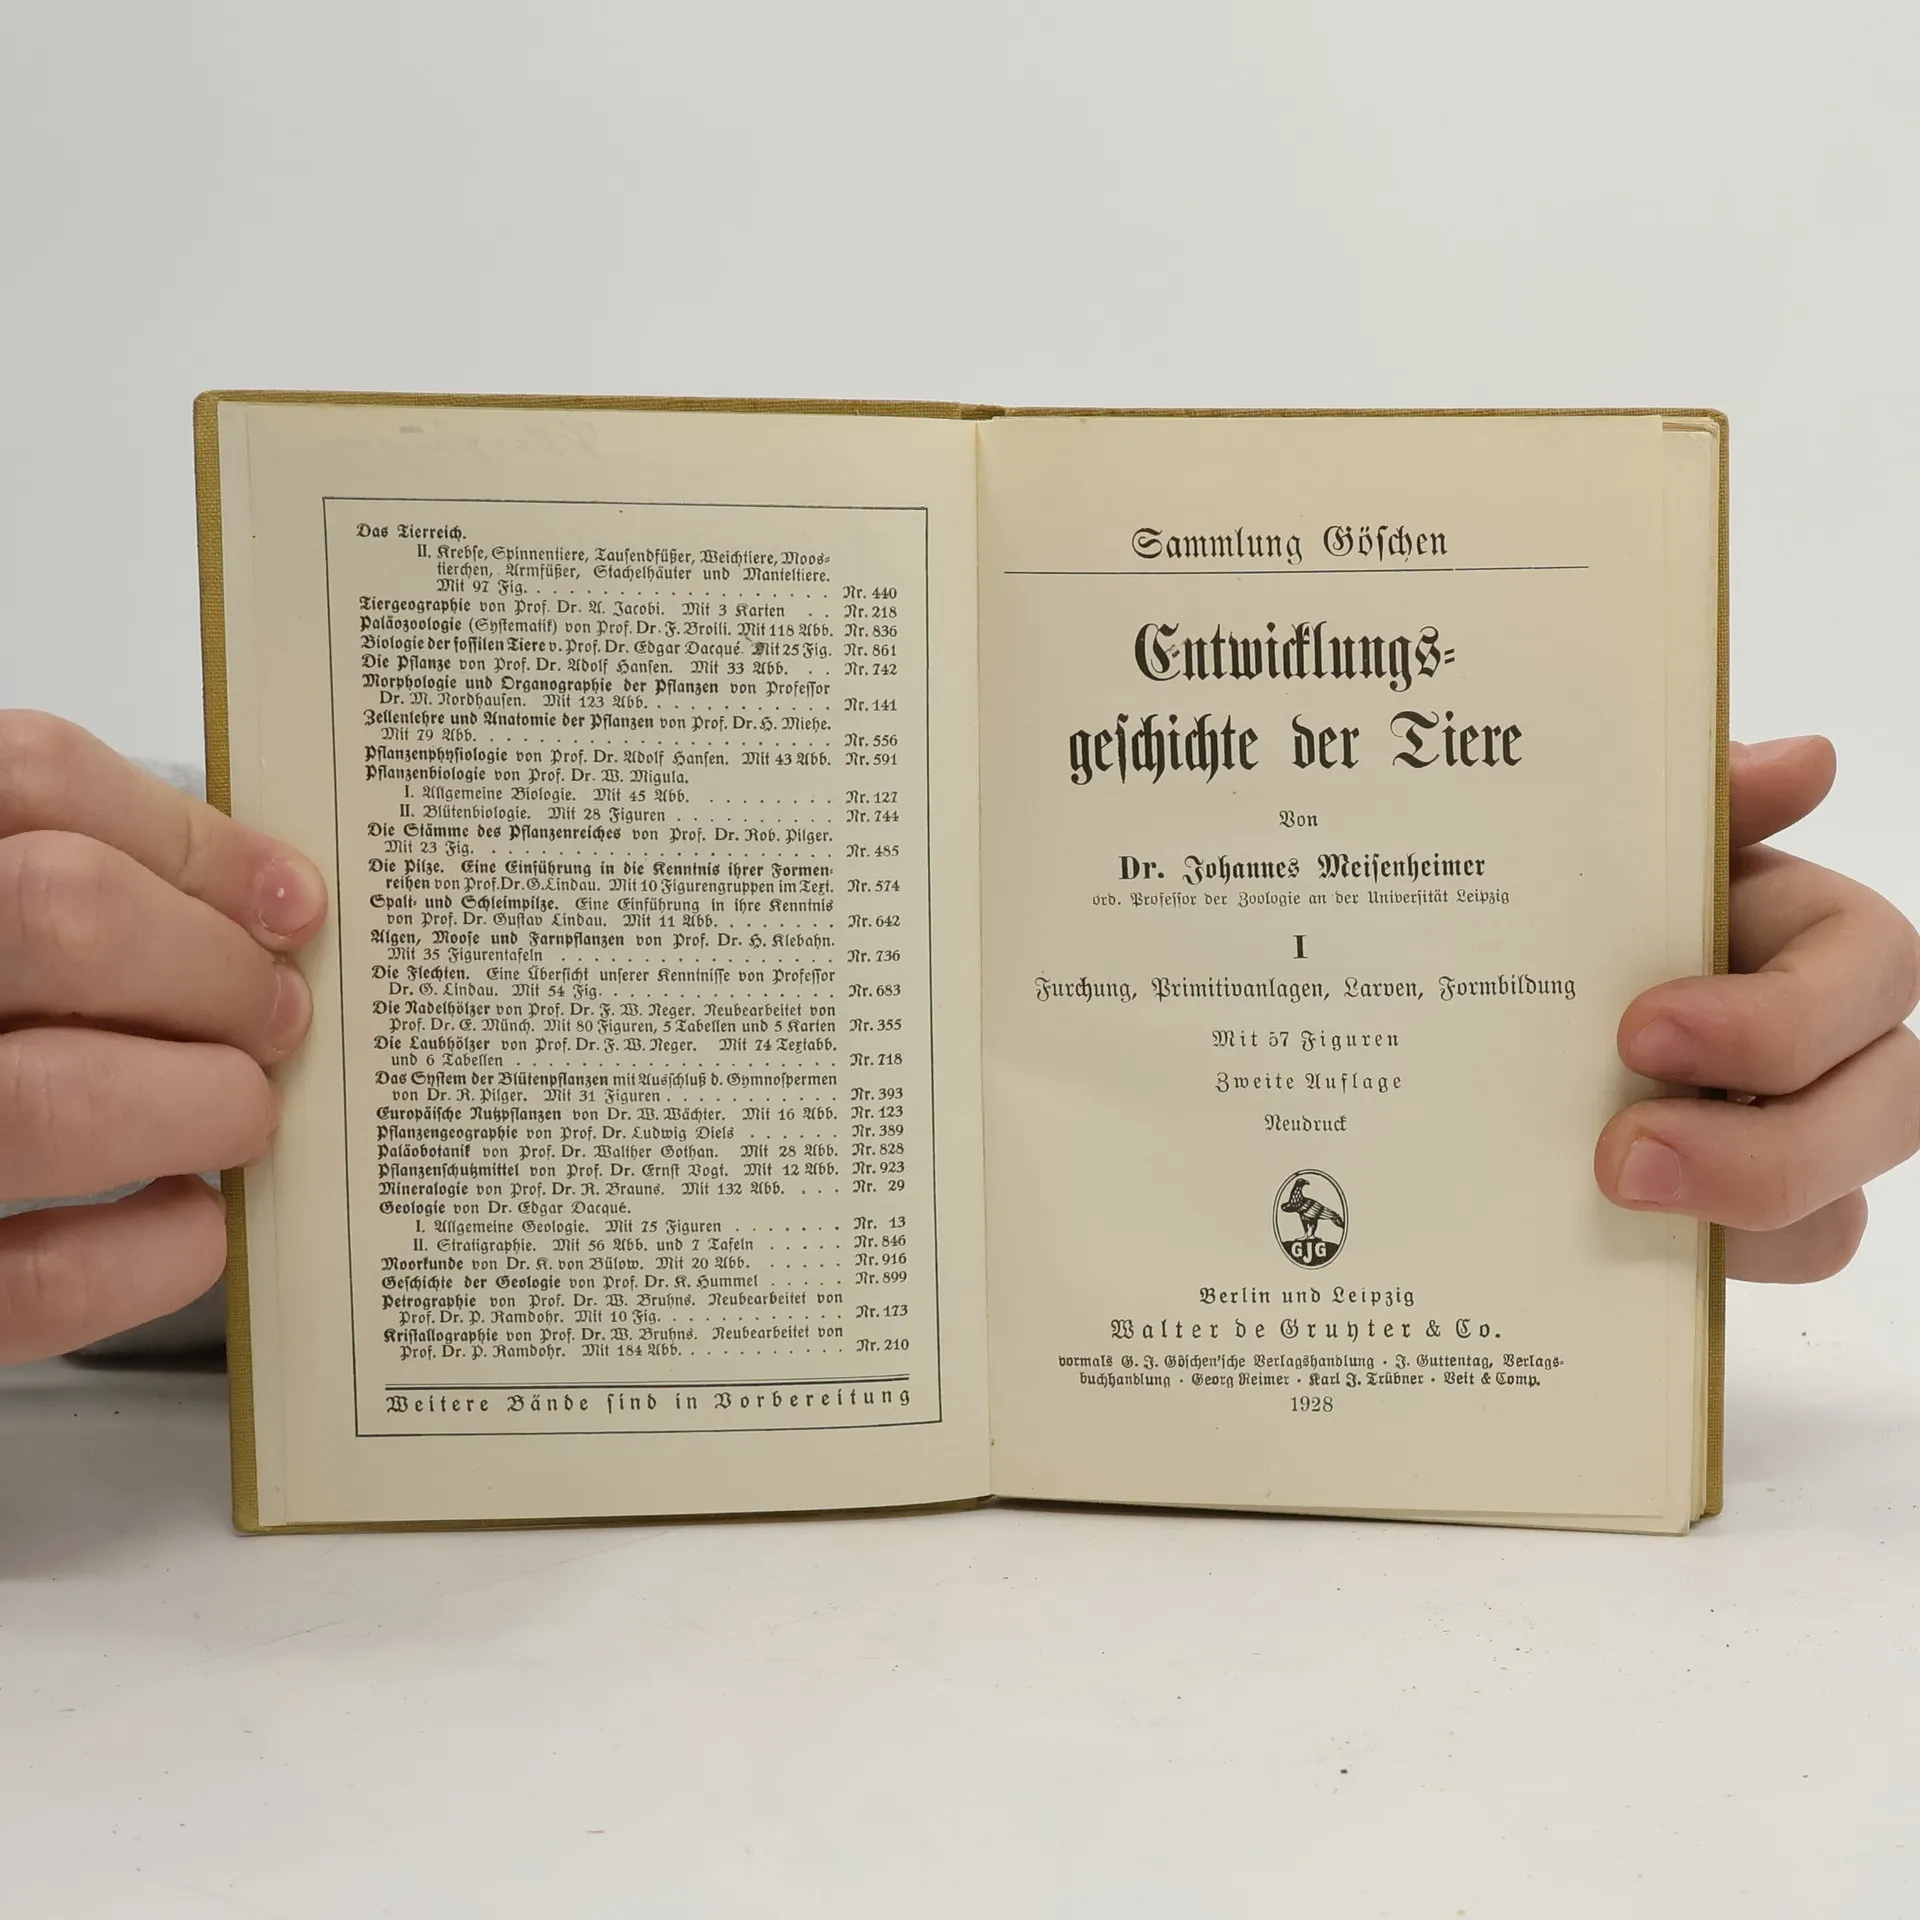 Das Tierreich.
II. Krebse, Spinnentiere, Tausendfüßer, Weichtiere, Moos-
tierchen, Armfüßer, Stachelhäuter und Manteltiere.
Mit 97 Fig. . . . . . . . . . . . . . . . . . Nr. 440
Tiergeographie von Prof. Dr. A. Jacobi. Mit 3 Karten . . Nr. 218
Paläozoologie (Systematik) von Prof. Dr. F. Broili. Mit 118 Abb. Nr. 836
Biologie der fossilen Tiere v. Prof. Dr. Edgar Dacqué. Mit 25 Fig. Nr. 861
Die Pflanze von Prof. Dr. Adolf Hansen. Mit 33 Abb. . . Nr. 742
Morphologie und Organographie der Pflanzen von Professor
Dr. M. Nordhausen. Mit 123 Abb. . . . . . . . . . . . Nr. 141
Zellenlehre und Anatomie der Pflanzen von Prof. Dr. H. Miehe.
Mit 79 Abb. . . . . . . . . . . . . . . . . . . . Nr. 556
Pflanzenphysiologie von Prof. Dr. Adolf Hansen. Mit 43 Abb. Nr. 591
Pflanzenbiologie von Prof. Dr. W. Migula.
I. Allgemeine Biologie. Mit 45 Abb. . . . . . . . . Nr. 127
II. Blütenbiologie. Mit 28 Figuren . . . . . . . . . . Nr. 744
Die Stämme des Pflanzenreiches von Prof. Dr. Rob. Pilger.
Mit 23 Fig. . . . . . . . . . . . . . . . . . . . Nr. 485
Die Pilze. Eine Einführung in die Kenntnis ihrer Formen-
reihen von Prof. Dr. G. Lindau. Mit 10 Figurengruppen im Text. Nr. 574
Spalt- und Schleimpilze. Eine Einführung in ihre Kenntnis
von Prof. Dr. Gustav Lindau. Mit 11 Abb. . . . . . . . Nr. 642
Algen, Moose und Farnpflanzen von Prof. Dr. H. Klebahn.
Mit 35 Figurentafeln . . . . . . . . . . . . . . . . . Nr. 736
Die Flechten. Eine Übersicht unserer Kenntnisse von Professor
Dr. G. Lindau. Mit 54 Fig. . . . . . . . . . . . . . . Nr. 683
Die Nadelhölzer von Prof. Dr. F. W. Neger. Neubearbeitet von
Prof. Dr. E. Münch. Mit 80 Figuren, 5 Tabellen und 5 Karten Nr. 355
Die Laubhölzer von Prof. Dr. F. W. Neger. Mit 74 Textabb.
und 6 Tabellen . . . . . . . . . . . . . . . . . . . Nr. 718
Das System der Blütenpflanzen mit Ausschluß d. Gymnospermen
von Dr. R. Pilger. Mit 31 Figuren . . . . . . . . . . . Nr. 393
Europäische Nutzpflanzen von Dr. W. Wächter. Mit 16 Abb. Nr. 123
Pflanzengeographie von Prof. Dr. Ludwig Diels . . . . . . Nr. 389
Paläobotanik von Prof. Dr. Walther Gothan. Mit 28 Abb. Nr. 828
Pflanzenschutzmittel von Prof. Dr. Ernst Vogt. Mit 12 Abb. Nr. 923
Mineralogie von Prof. Dr. R. Brauns. Mit 132 Abb. . . . Nr. 29
Geologie von Dr. Edgar Dacqué.
I. Allgemeine Geologie. Mit 75 Figuren . . . . . . . Nr. 13
II. Stratigraphie. Mit 56 Abb. und 7 Tafeln . . . . . Nr. 846
Moorkunde von Dr. K. von Bülow. Mit 20 Abb. . . . . . Nr. 916
Geschichte der Geologie von Prof. Dr. K. Hummel . . . . . Nr. 899
Petrographie von Prof. Dr. W. Bruhns. Neubearbeitet von
Prof. Dr. P. Ramdohr. Mit 10 Fig. . . . . . . . . . . . Nr. 173
Kristallographie von Prof. Dr. W. Bruhns. Neubearbeitet von
Prof. Dr. P. Ramdohr. Mit 184 Abb. . . . . . . . . . . Nr. 210
Weitere Bände sind in Vorbereitung
Sammlung Göschen
Entwicklungs-
geschichte der Tiere
Von
Dr. Johannes Meisenheimer
ord. Professor der Zoologie an der Universität Leipzig
I
Furchung, Primitivanlagen, Larven, Formbildung
Mit 57 Figuren
Zweite Auflage
Neudruck
GJG
Berlin und Leipzig
Walter de Gruyter & Co.
vormals G. J. Göschen'sche Verlagshandlung · J. Guttentag, Verlags-
buchhandlung · Georg Reimer · Karl J. Trübner · Veit & Comp.
1928